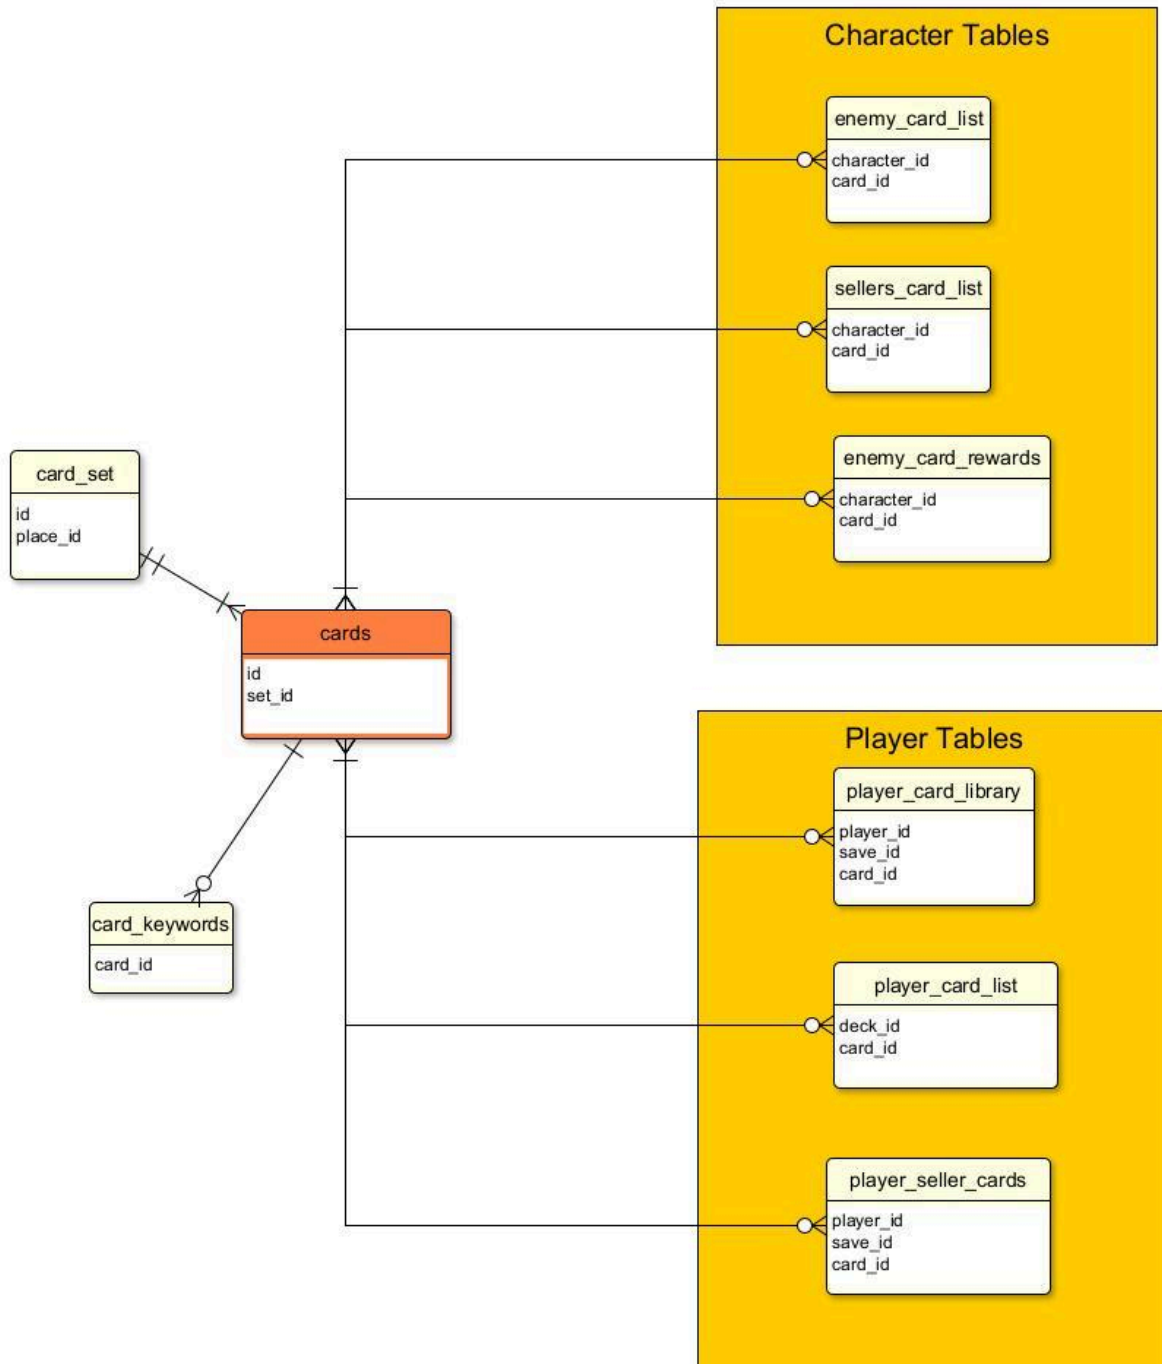 Character Tables
enemy_card_list
character_id
card_id
sellers_card_list
character_id
card_id
enemy_card_rewards
character_id
card_id
card_set
id
place_id
cards
id
set_id
card_keywords
card_id
Player Tables
player_card_library
player_id
save_id
card_id
player_card_list
deck_id
card_id
player_seller_cards
player_id
save_id
card_id